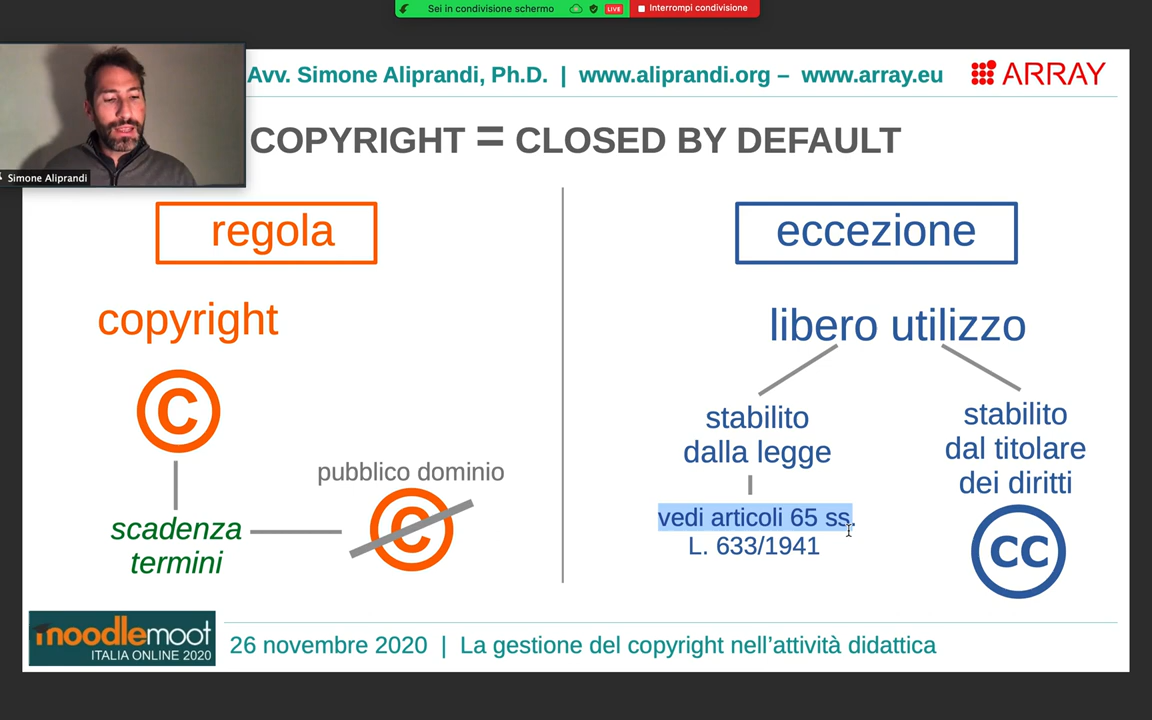 Sei in condivisione schermo LIVE Interrompi condivisione
Avv. Simone Aliprandi, Ph.D. | www.aliprandi.org – www.array.eu
ARRAY
Simone Aliprandi
COPYRIGHT = CLOSED BY DEFAULT
regola
copyright
©
scadenza
termini
pubblico dominio
©
eccezione
libero utilizzo
stabilito
dalla legge
vedi articoli 65 ss.
L. 633/1941
stabilito
dal titolare
dei diritti
CC
moodlemoot
ITALIA ONLINE 2020
26 novembre 2020 | La gestione del copyright nell'attività didattica